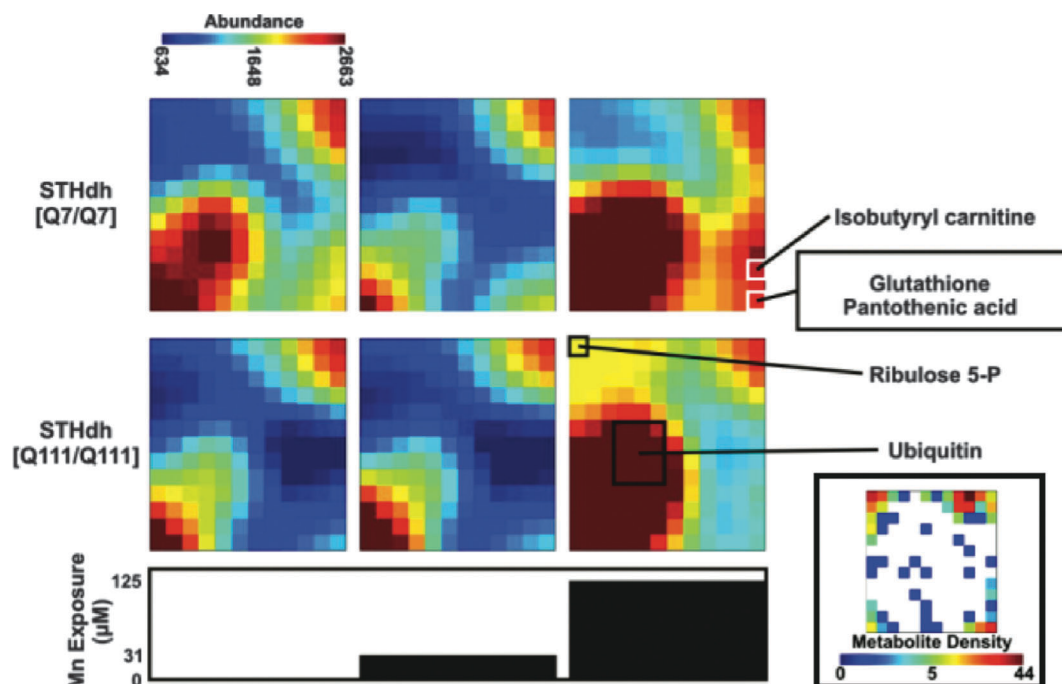 Abundance
634
1648
2663
STHdh
[Q7/Q7]
Isobutyryl carnitine
Glutathione
Pantothenic acid
Ribulose 5-P
STHdh
[Q111/Q111]
Ubiquitin
Mn Exposure
(µM)
125
31
0
Metabolite Density
0
5
44